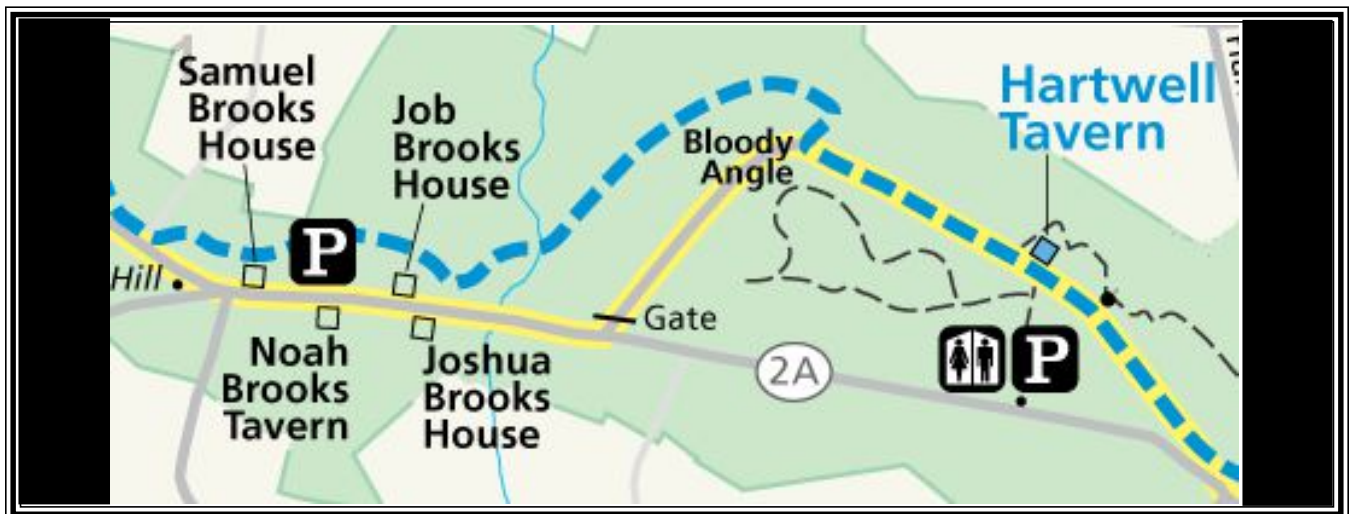 Samuel
Brooks
House
Job
Brooks
House
Bloody
Angle
Hartwell
Tavern
P
Hill
Gate
Noah
Brooks
Tavern
Joshua
Brooks
House
2A
P